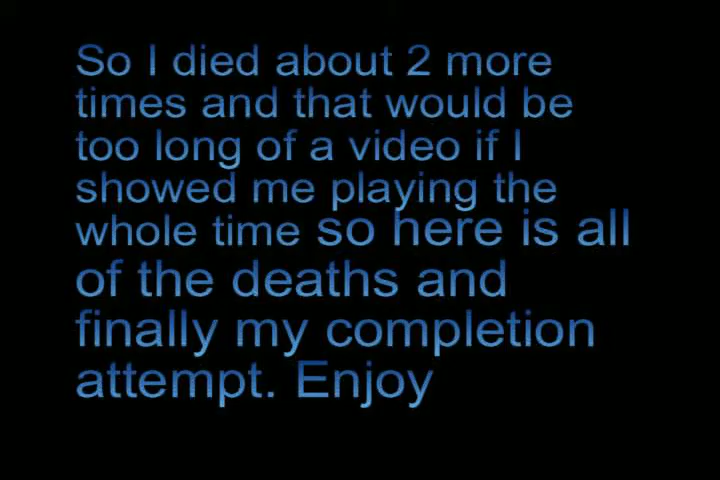 So I died about 2 more
times and that would be
too long of a video if I
showed me playing the
whole time so here is all
of the deaths and
finally my completion
attempt. Enjoy